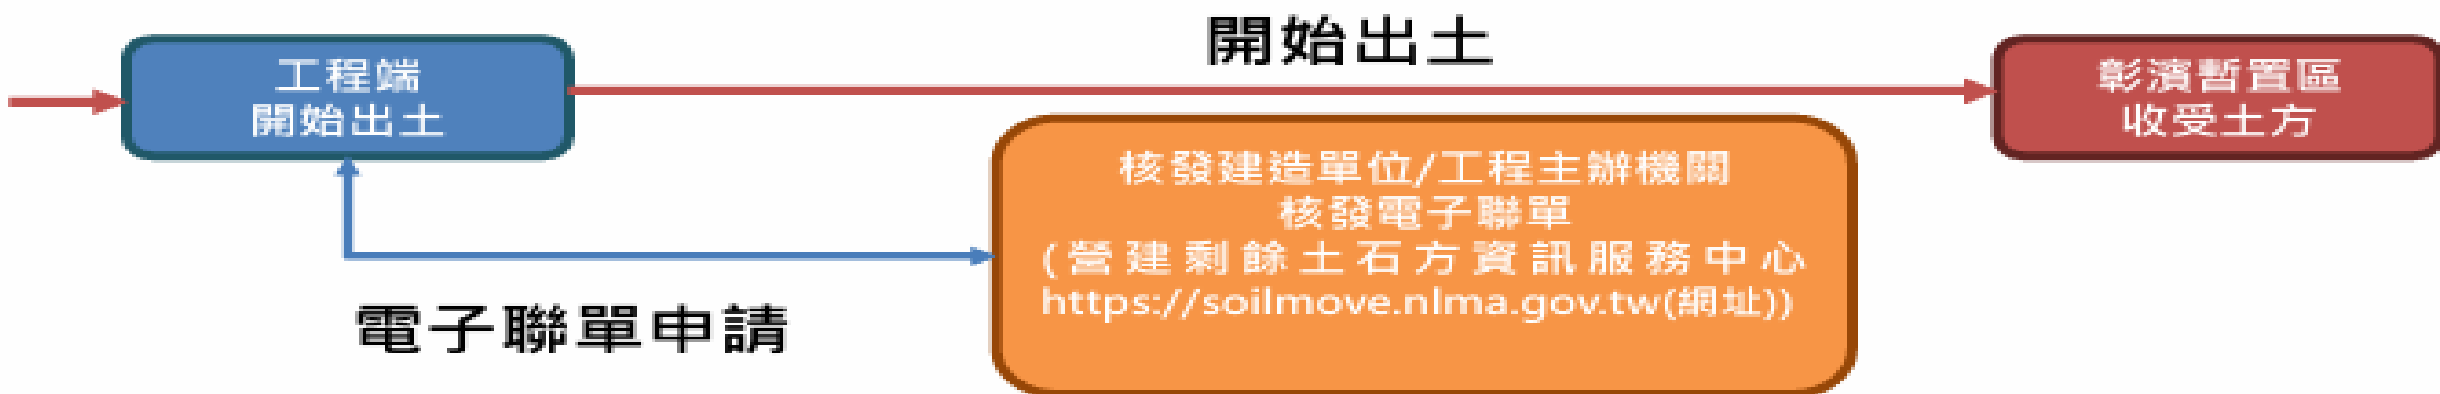 開始出土
工程端
開始出土
彰濱暫置區
收受土方
核發建造單位/工程主辦機關
核發電子聯單
(營建剩餘土石方資訊服務中心
https://soilmove.nlma.gov.tw(網址))
電子聯單申請